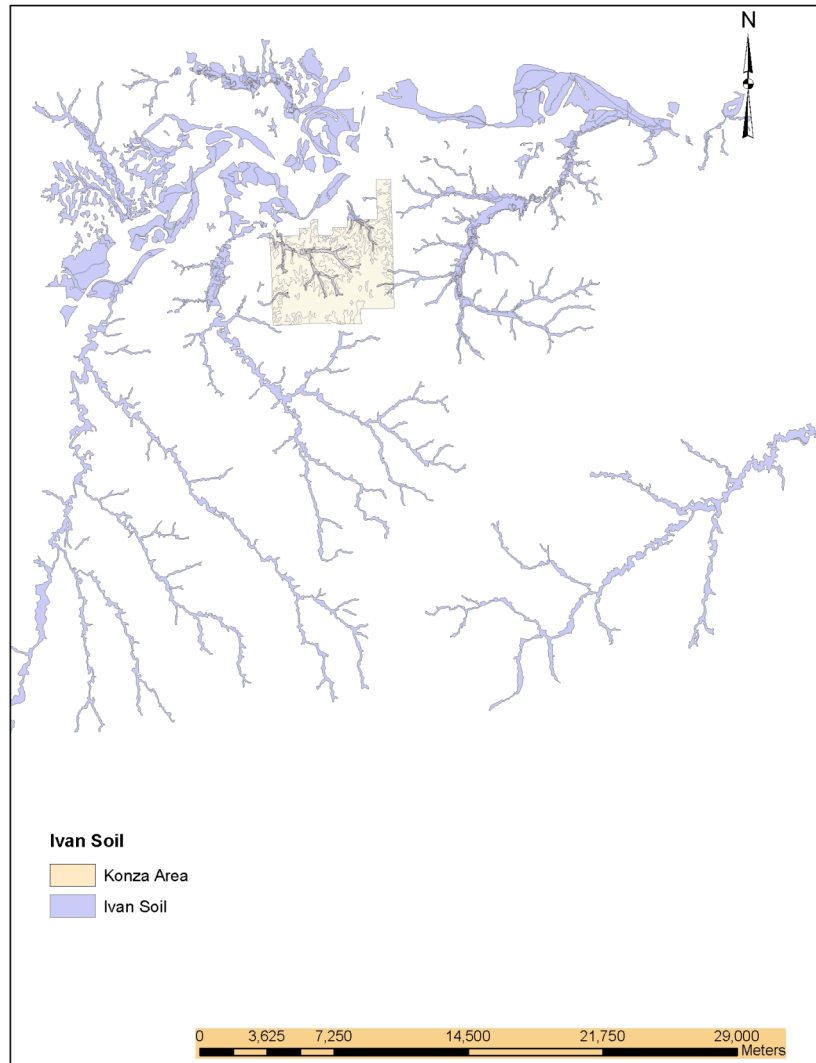 N
Ivan Soil
Konza Area
Ivan Soil
0 3,625 7,250 14,500 21,750 29,000
Meters